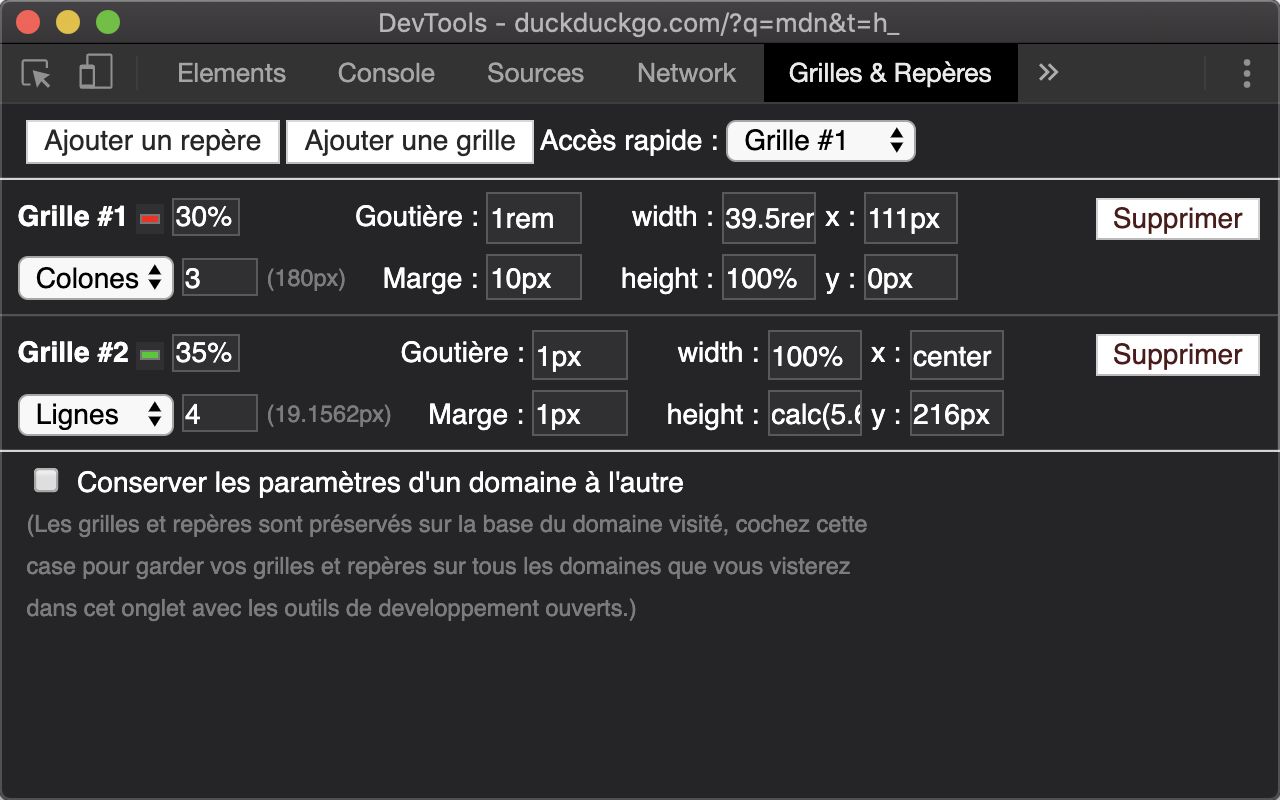 DevTools - duckduckgo.com/?q=mdn&t=h_
Elements Console Sources Network Grilles & Repères »
Ajouter un repère Ajouter une grille Accès rapide : Grille #1
Grille #1 30% Goutière : 1rem width : 39.5rem x : 111px Supprimer
Colones 3 (180px) Marge : 10px height : 100% y : 0px
Grille #2 35% Goutière : 1px width : 100% x : center Supprimer
Lignes 4 (19.1562px) Marge : 1px height : calc(5.6 y : 216px
Conserver les paramètres d'un domaine à l'autre
(Les grilles et repères sont préservés sur la base du domaine visité, cochez cette
case pour garder vos grilles et repères sur tous les domaines que vous visterez
dans cet onglet avec les outils de developpement ouverts.)